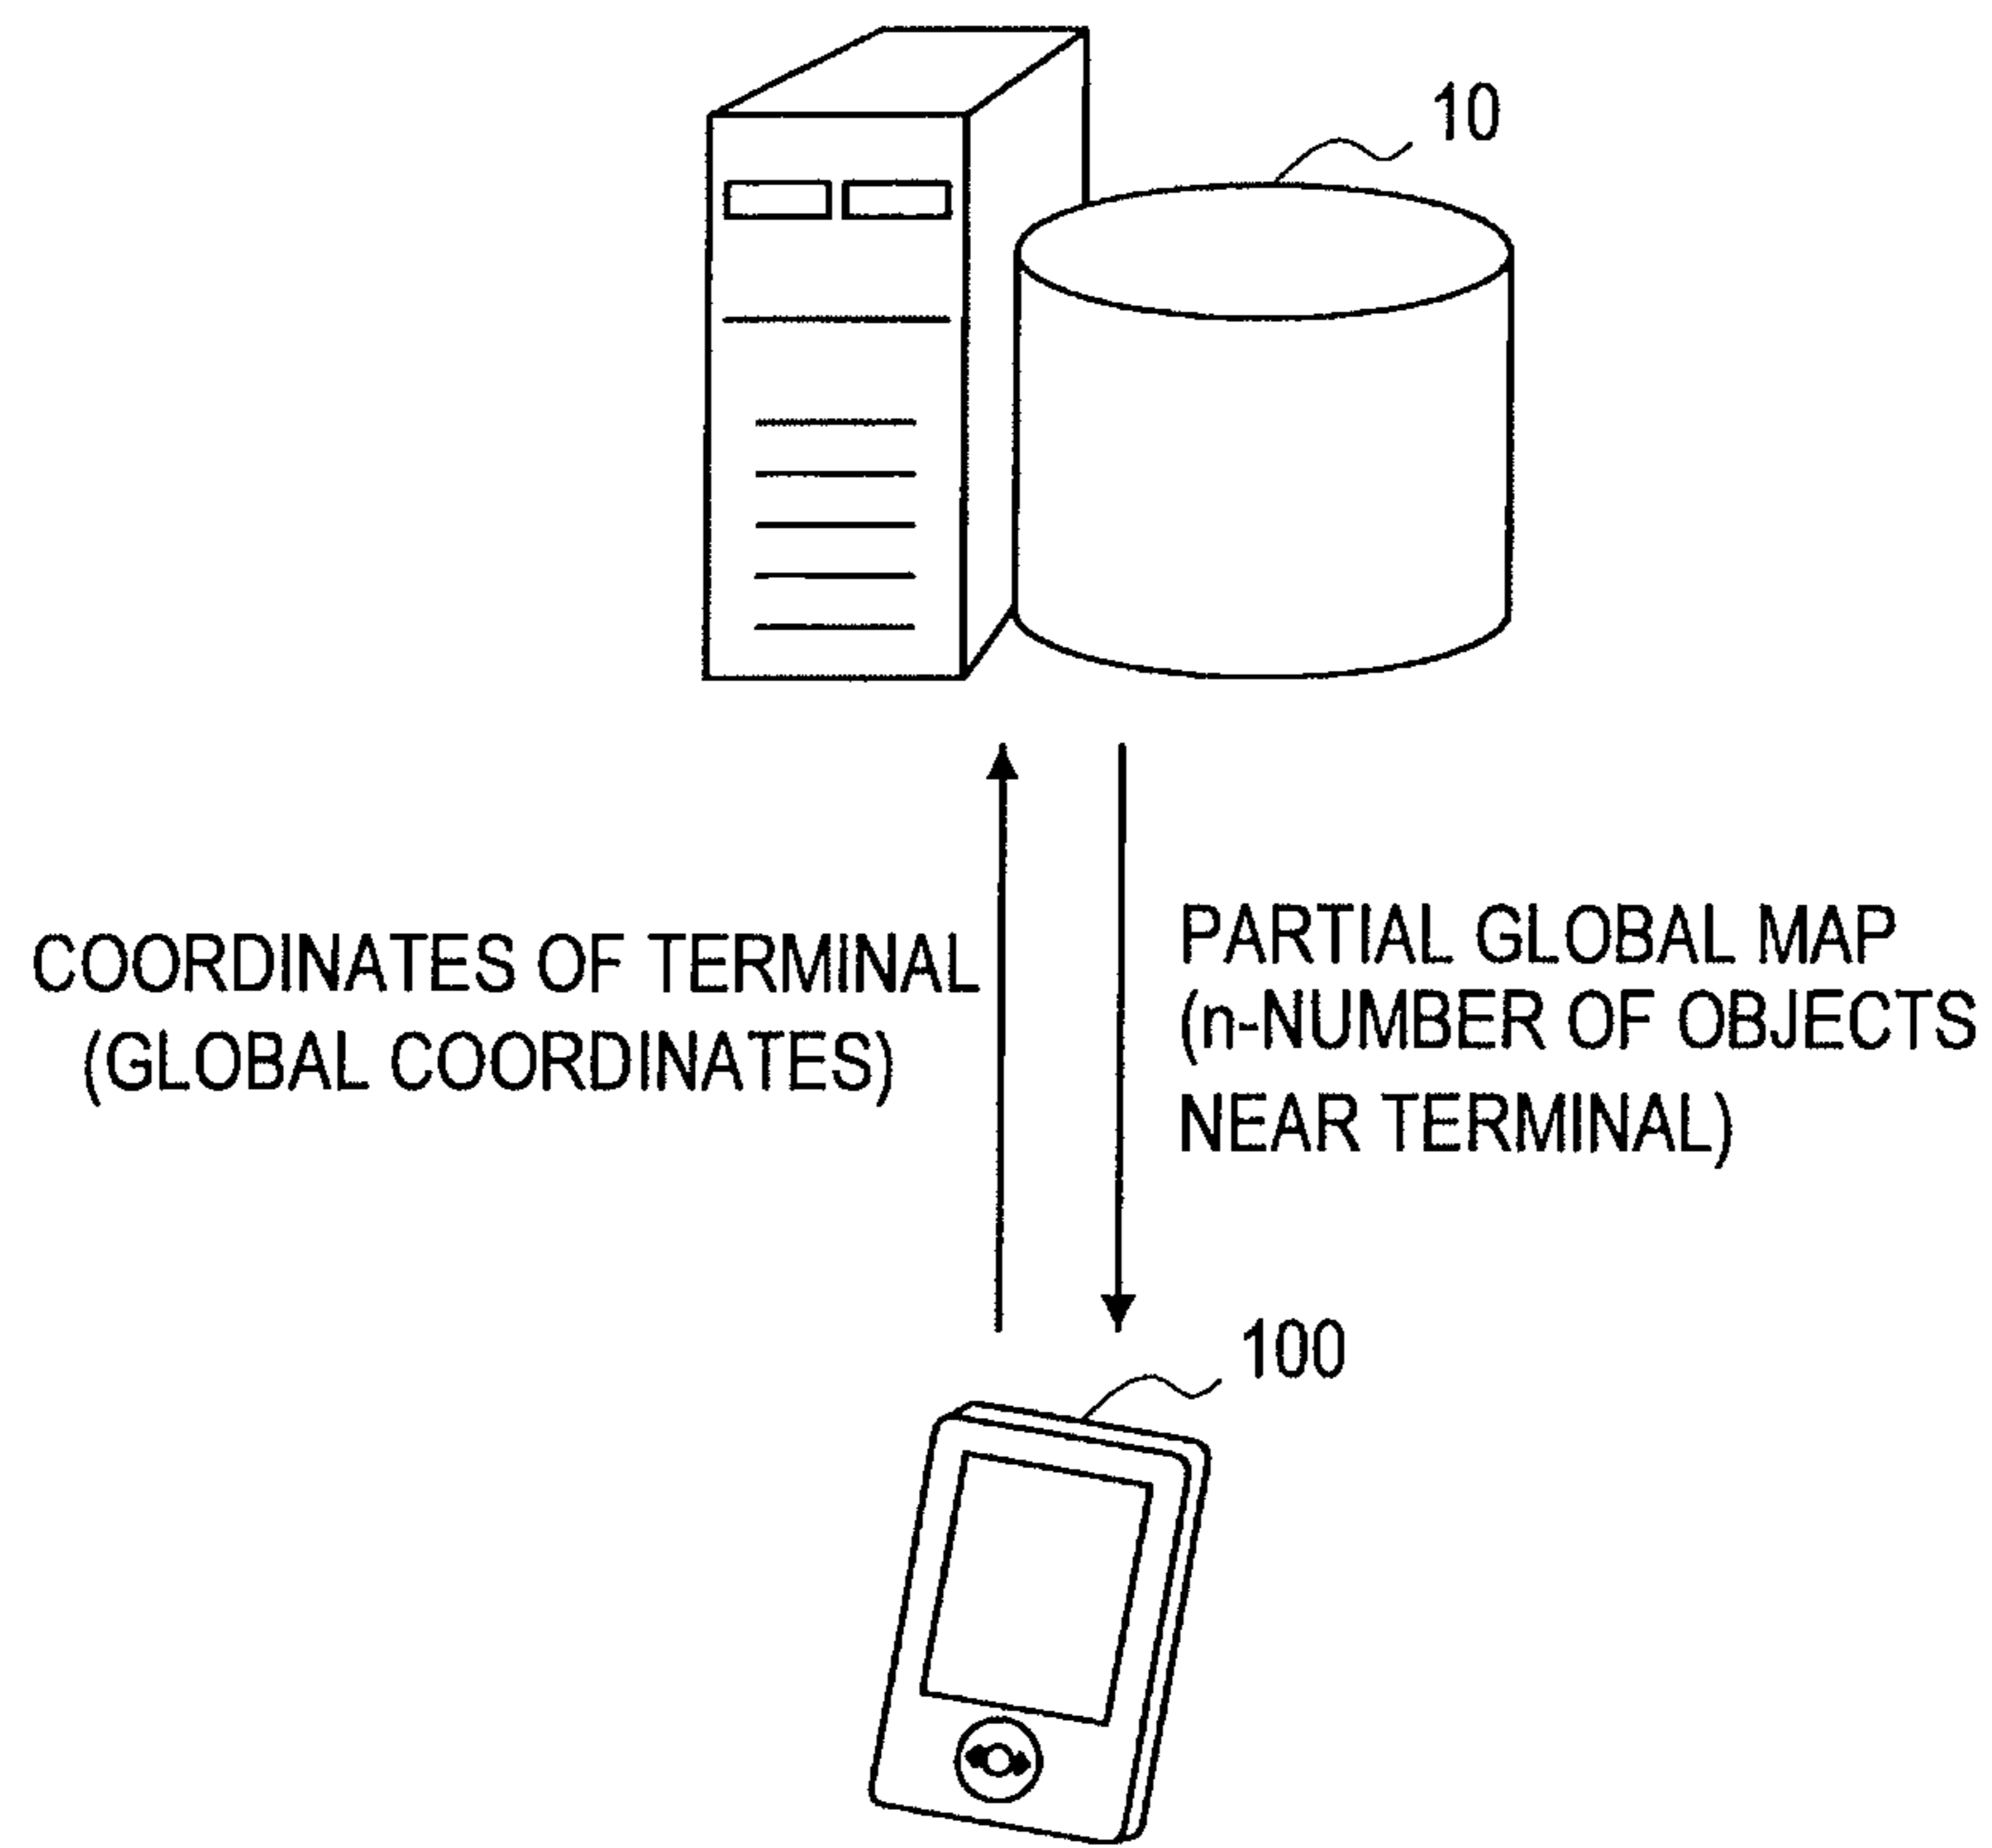 10
COORDINATES OF TERMINAL
(GLOBAL COORDINATES)
PARTIAL GLOBAL MAP
(n-NUMBER OF OBJECTS
NEAR TERMINAL)
100